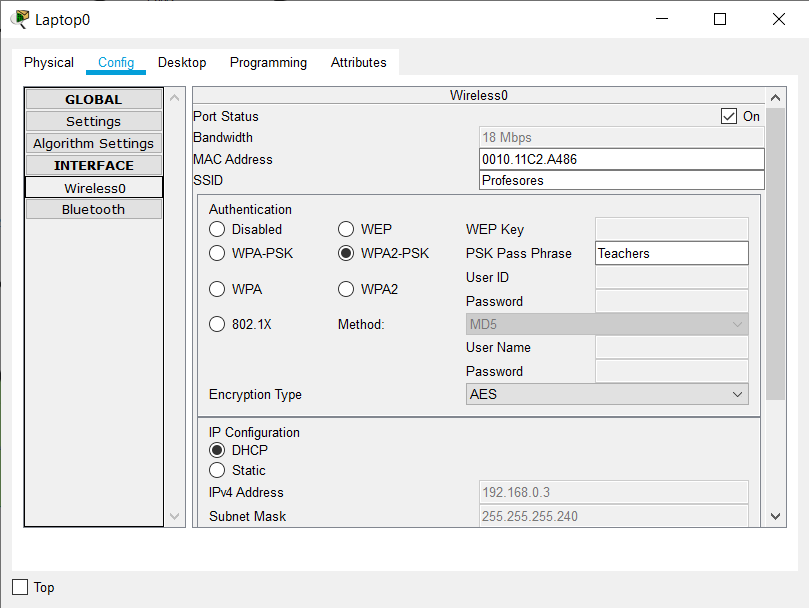 Laptop0
Physical Config Desktop Programming Attributes
GLOBAL
Settings
Algorithm Settings
INTERFACE
Wireless0
Bluetooth
Wireless0
Port Status On
Bandwidth 18 Mbps
MAC Address 0010.11C2.A486
SSID Profesores
Authentication
Disabled WEP WEP Key
WPA-PSK WPA2-PSK PSK Pass Phrase Teachers
User ID
WPA WPA2
Password
802.1X Method: MD5
User Name
Password
Encryption Type AES
IP Configuration
DHCP
Static
IPv4 Address 192.168.0.3
Subnet Mask 255.255.255.240
Top